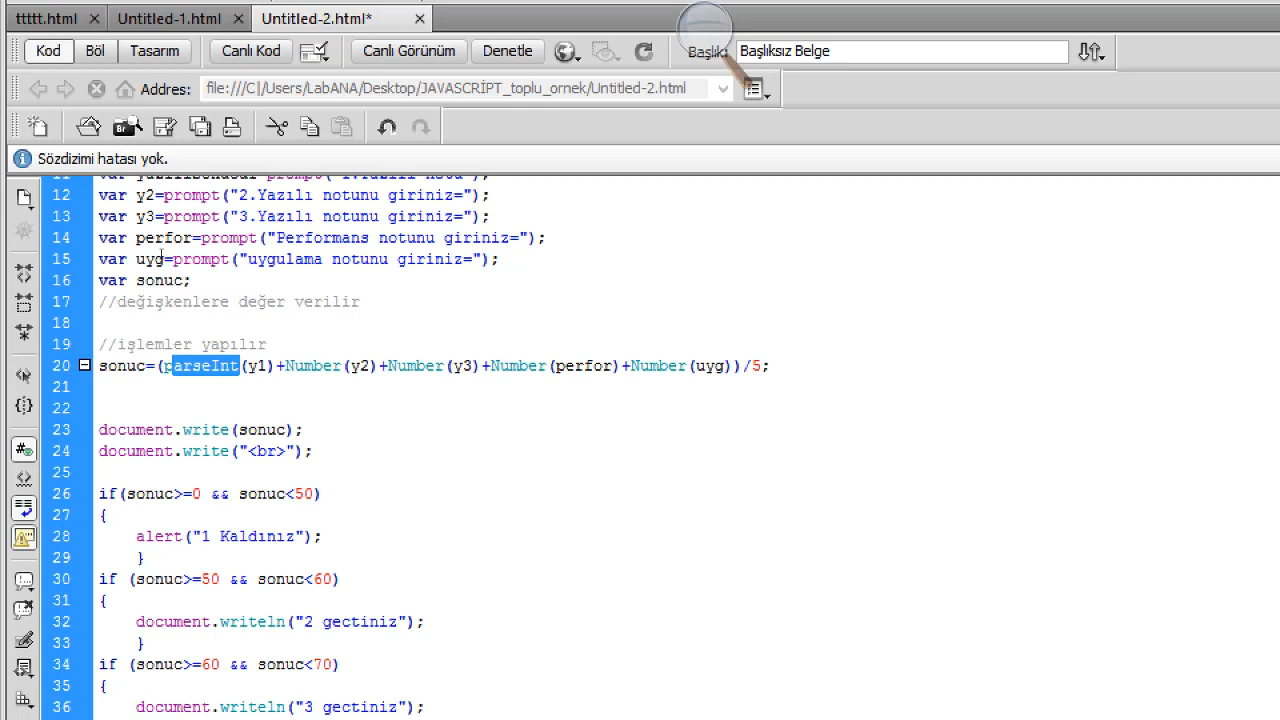 ttttt.html × Untitled-1.html × Untitled-2.html* ×
Kod Böl Tasarım Canlı Kod Canlı Görünüm Denetle Başlık: Başlıksız Belge
Addres: file:///C|/Users/LabANA/Desktop/JAVASCRİPT_toplu_ornek/Untitled-2.html
Br
Sözdizimi hatası yok.
12 var y2=prompt("2.Yazılı notunu giriniz=");
13 var y3=prompt("3.Yazılı notunu giriniz=");
14 var perfor=prompt("Performans notunu giriniz=");
15 var uyg=prompt("uygulama notunu giriniz=");
16 var sonuc;
17 //değişkenlere değer verilir
18
19 //işlemler yapılır
20 sonuc=(parseInt(y1)+Number(y2)+Number(y3)+Number(perfor)+Number(uyg))/5;
21
22
23 document.write(sonuc);
24 document.write("<br>");
25
26 if(sonuc>=0 && sonuc<50)
27 {
28 alert("1 Kaldınız");
29 }
30 if (sonuc>=50 && sonuc<60)
31 {
32 document.writeln("2 gectiniz");
33 }
34 if (sonuc>=60 && sonuc<70)
35 {
36 document.writeln("3 gectiniz");